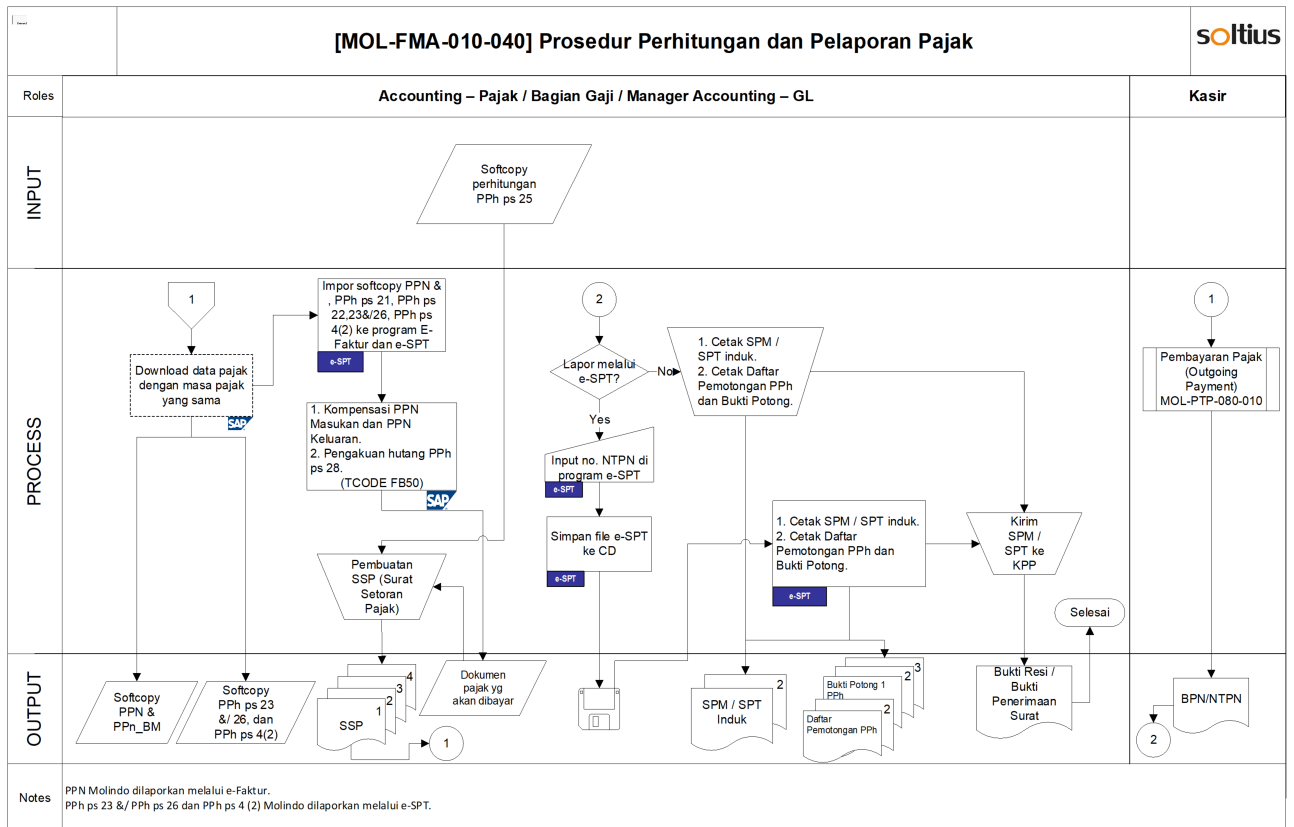 [MOL-FMA-010-040] Prosedur Perhitungan dan Pelaporan Pajak
soltius
Roles
Accounting – Pajak / Bagian Gaji / Manager Accounting – GL
Kasir
INPUT
Softcopy
perhitungan
PPh ps 25
PROCESS
1
Download data pajak
dengan masa pajak
yang sama
SAP
Impor softcopy PPN &
, PPh ps 21, PPh ps
22,23&/26, PPh ps
4(2) ke program E-
Faktur dan e-SPT
e-SPT
1. Kompensasi PPN
Masukan dan PPN
Keluaran.
2. Pengakuan hutang PPh
ps 28.
(TCODE FB50)
SAP
Pembuatan
SSP (Surat
Setoran
Pajak)
2
Lapor melalui
e-SPT?
No
Yes
Input no. NTPN di
program e-SPT
e-SPT
Simpan file e-SPT
ke CD
e-SPT
1. Cetak SPM /
SPT induk.
2. Cetak Daftar
Pemotongan PPh
dan Bukti Potong.
1. Cetak SPM / SPT induk.
2. Cetak Daftar
Pemotongan PPh dan
Bukti Potong.
e-SPT
Kirim
SPM /
SPT ke
KPP
Selesai
1
Pembayaran Pajak
(Outgoing
Payment)
MOL-PTP-080-010
OUTPUT
Softcopy
PPN &
PPn_BM
Softcopy
PPh ps 23
&/ 26, dan
PPh ps 4(2)
4
3
2
1
SSP
1
Dokumen
pajak yg
akan dibayar
2
SPM / SPT
Induk
3
2
Bukti Potong 1
PPh
2
Daftar
Pemotongan PPh
Bukti Resi /
Bukti
Penerimaan
Surat
BPN/NTPN
2
Notes
PPN Molindo dilaporkan melalui e-Faktur.
PPh ps 23 &/ PPh ps 26 dan PPh ps 4 (2) Molindo dilaporkan melalui e-SPT.